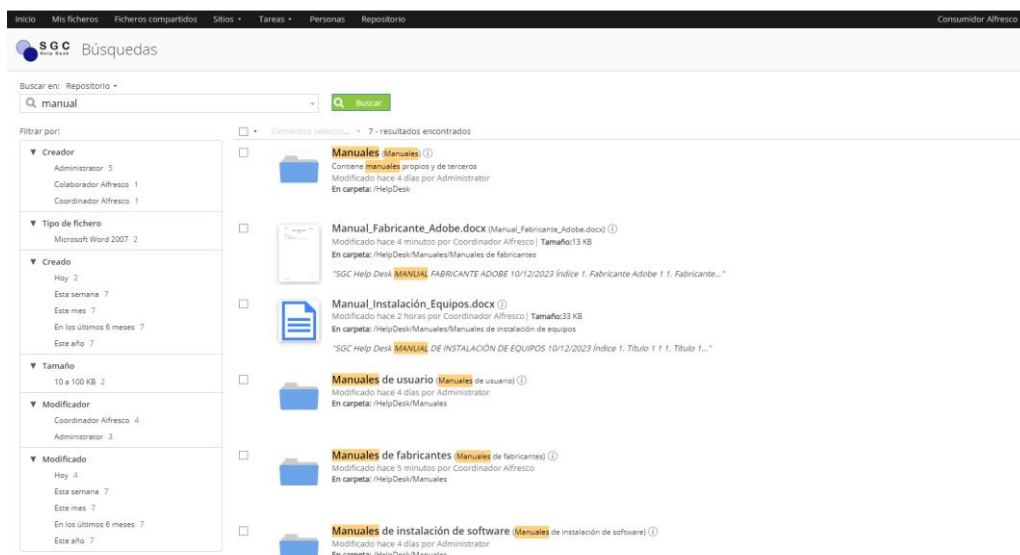 Inicio Mis ficheros Ficheros compartidos Sitios Tareas Personas Repositorio Consumidor Alfresco
SGC
Help Desk
Búsquedas
Buscar en: Repositorio
manual
Buscar
Filtrar por:
Elementos seleccio... 7 - resultados encontrados
Creador
Administrator 5
Colaborador Alfresco 1
Coordinador Alfresco 1
Tipo de fichero
Microsoft Word 2007 2
Creado
Hoy 2
Esta semana 7
Este mes 7
En los últimos 6 meses 7
Este año 7
Tamaño
10 a 100 KB 2
Modificador
Coordinador Alfresco 4
Administrator 3
Modificado
Hoy 4
Esta semana 7
Este mes 7
En los últimos 6 meses 7
Este año 7
Manuales (Manuales)
Contiene manuales propios y de terceros
Modificado hace 4 días por Administrator
En carpeta: /HelpDesk
Manual_Fabricante_Adobe.docx (Manual_Fabricante_Adobe.docx)
Modificado hace 4 minutos por Coordinador Alfresco| Tamaño:13 KB
En carpeta: /HelpDesk/Manuales/Manuales de fabricantes
"SGC Help Desk MANUAL FABRICANTE ADOBE 10/12/2023 Índice 1. Fabricante Adobe 1 1. Fabricante..."
Manual_Instalación_Equipos.docx
Modificado hace 2 horas por Coordinador Alfresco| Tamaño:33 KB
En carpeta: /HelpDesk/Manuales/Manuales de instalación de equipos
"SGC Help Desk MANUAL DE INSTALACIÓN DE EQUIPOS 10/12/2023 Índice 1. Título 1 1 1. Título 1..."
Manuales de usuario (Manuales de usuario)
Modificado hace 4 días por Administrator
En carpeta: /HelpDesk/Manuales
Manuales de fabricantes (Manuales de fabricantes)
Modificado hace 5 minutos por Coordinador Alfresco
En carpeta: /HelpDesk/Manuales
Manuales de instalación de software (Manuales de instalación de software)
Modificado hace 4 días por Administrator
En carpeta: /HelpDesk/Manuales